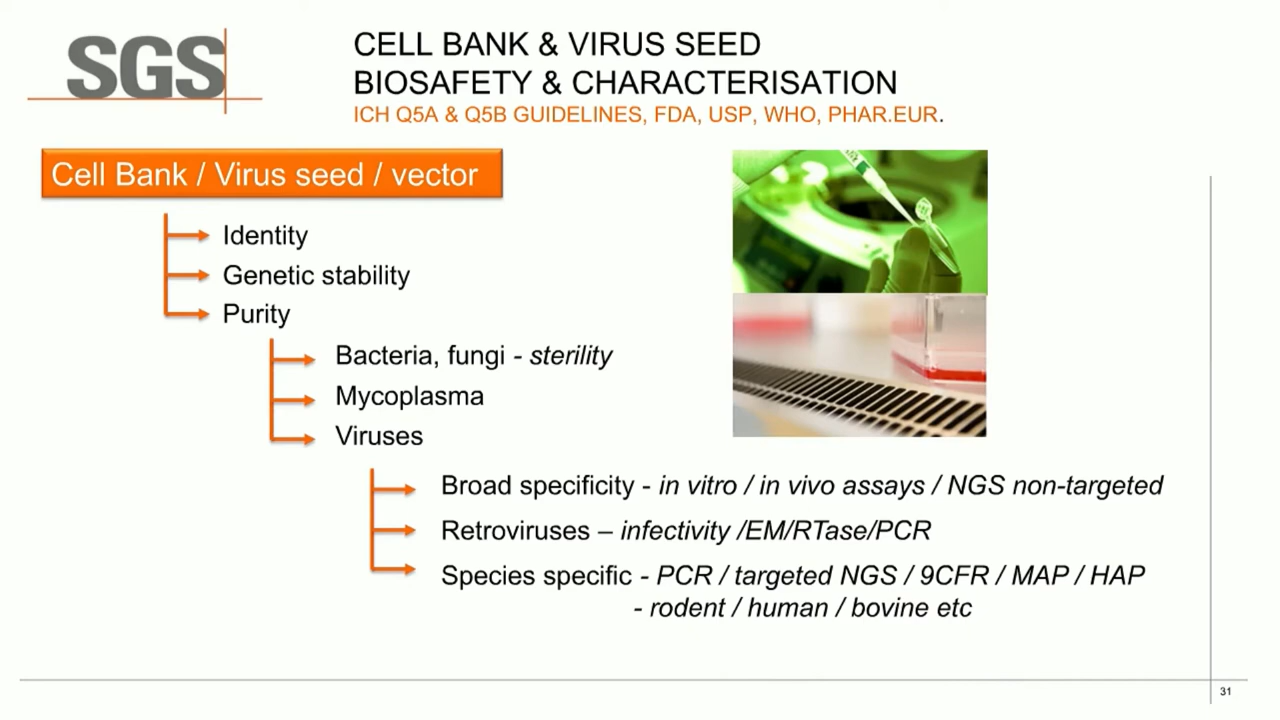 SGS
CELL BANK & VIRUS SEED
BIOSAFETY & CHARACTERISATION
ICH Q5A & Q5B GUIDELINES, FDA, USP, WHO, PHAR.EUR.
Cell Bank / Virus seed / vector
Identity
Genetic stability
Purity
Bacteria, fungi - sterility
Mycoplasma
Viruses
Broad specificity - in vitro / in vivo assays / NGS non-targeted
Retroviruses – infectivity /EM/RTase/PCR
Species specific - PCR / targeted NGS / 9CFR / MAP / HAP
- rodent / human / bovine etc
31